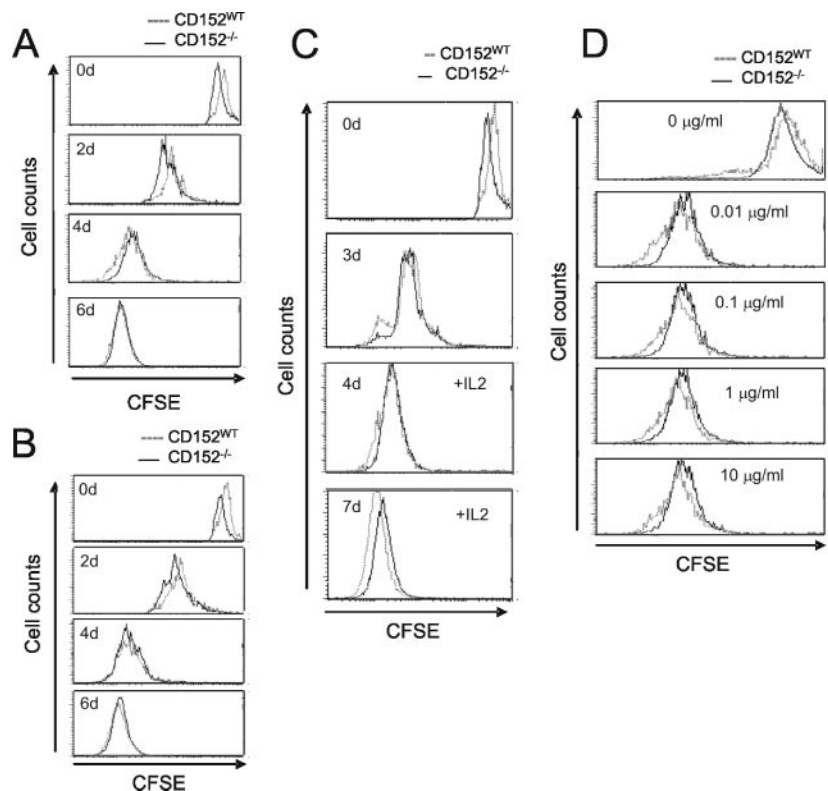 A
CD152WT
CD152-/-
0d
2d
4d
6d
Cell counts
CFSE
B
CD152WT
CD152-/-
0d
2d
4d
6d
Cell counts
CFSE
C
CD152WT
CD152-/-
0d
3d
4d +IL2
7d +IL2
Cell counts
CFSE
D
CD152WT
CD152-/-
0 μg/ml
0.01 μg/ml
0.1 μg/ml
1 μg/ml
10 μg/ml
Cell counts
CFSE